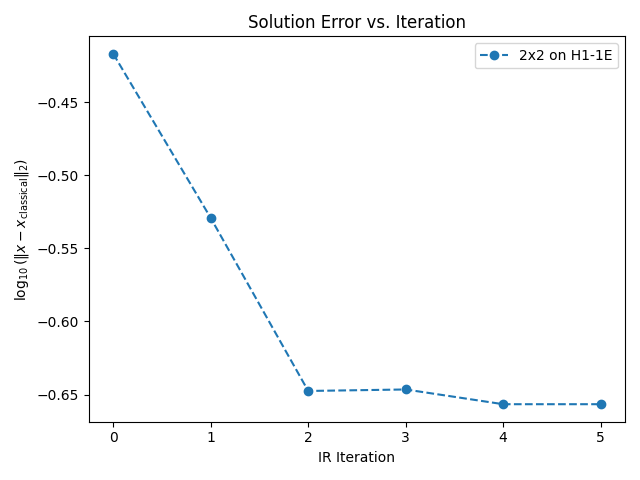 Solution Error vs. Iteration
2x2 on H1-1E
log₁₀(‖x − x_classical‖₂)
−0.45
−0.50
−0.55
−0.60
−0.65
0 1 2 3 4 5
IR Iteration